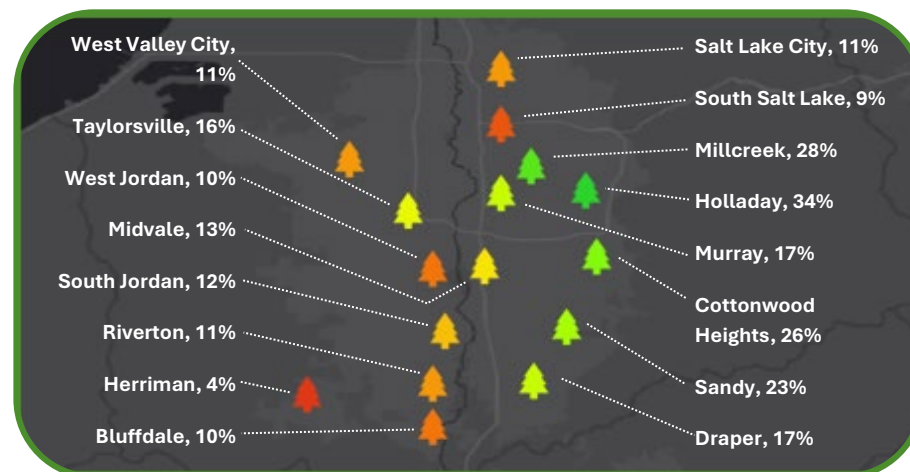 West Valley City,
11%
Taylorsville, 16%
West Jordan, 10%
Midvale, 13%
South Jordan, 12%
Riverton, 11%
Herriman, 4%
Bluffdale, 10%
Salt Lake City, 11%
South Salt Lake, 9%
Millcreek, 28%
Holladay, 34%
Murray, 17%
Cottonwood
Heights, 26%
Sandy, 23%
Draper, 17%